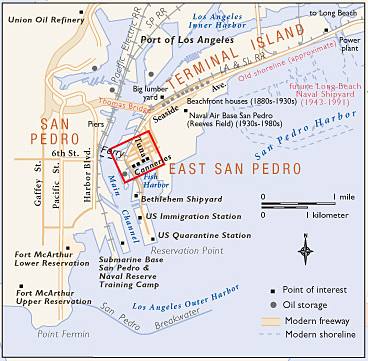 Union Oil Refinery
Pacific Electric RR
SP RR
Los Angeles
Inner Harbor
to Long Beach
Port of Los Angeles
Power
plant
TERMINAL ISLAND
LA & SL RR
Old shoreline (approximate)
Big lumber
yard
Thomas Bridge
Seaside Ave.
Beachfront houses (1880s-1930s)
future Long Beach
Naval Shipyard
(1943-1991)
Naval Air Base San Pedro
(Reeves Field) (1930s-1980s)
SAN
PEDRO
Piers
San Pedro Harbor
6th St.
Ferry
Tuna
Canneries
EAST SAN PEDRO
Fish
Harbor
Gaffey St.
Pacific St.
Harbor Blvd.
Main
Channel
Bethlehem Shipyard
US Immigration Station
US Quarantine Station
Reservation Point
0 1 mile
0 1 kilometer
Fort McArthur
Lower Reservation
Submarine Base
San Pedro &
Naval Reserve
Training Camp
Fort McArthur
Upper Reservation
Los Angeles Outer Harbor
San Pedro Breakwater
Point Fermin
Point of interest
Oil storage
Modern freeway
Modern shoreline